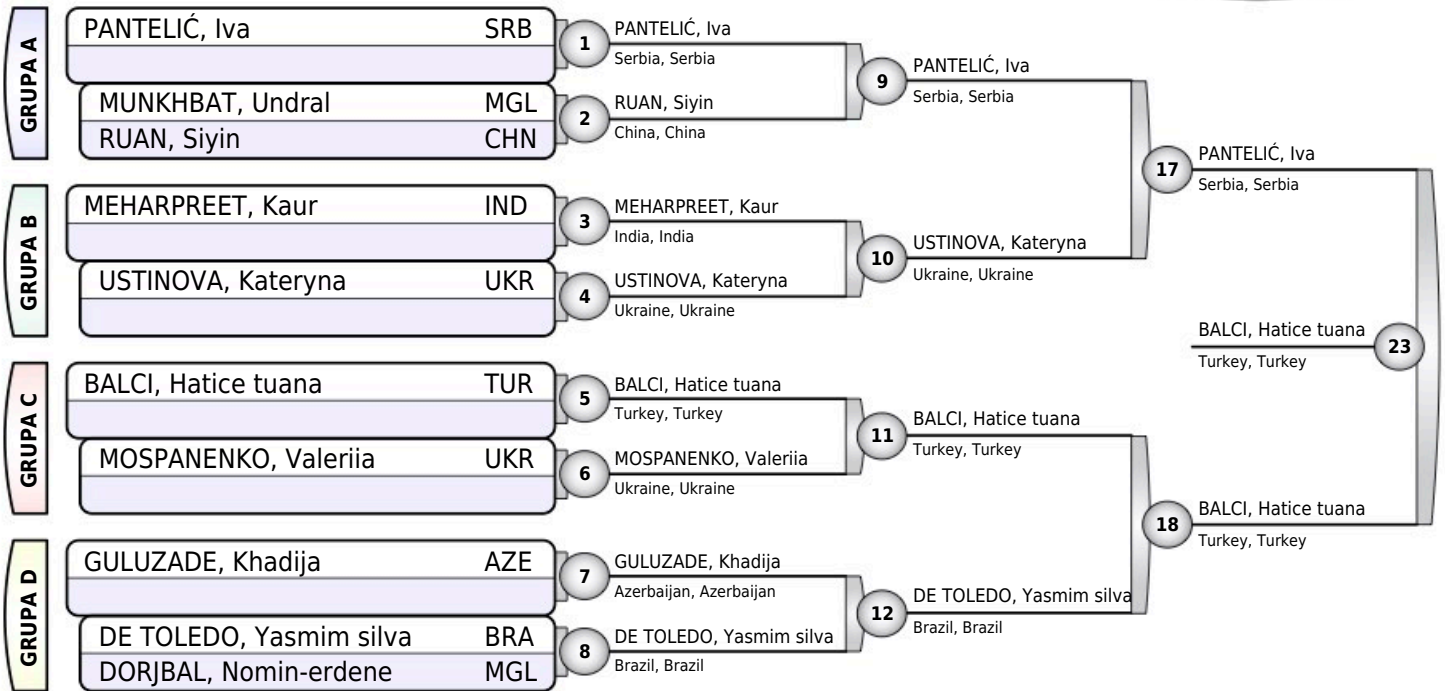 GRUPA A
PANTELIĆ, Iva SRB
MUNKHBAT, Undral MGL
RUAN, Siyin CHN
GRUPA B
MEHARPREET, Kaur IND
USTINOVA, Kateryna UKR
GRUPA C
BALCI, Hatice tuana TUR
MOSPANENKO, Valeriia UKR
GRUPA D
GULUZADE, Khadija AZE
DE TOLEDO, Yasmim silva BRA
DORJBAL, Nomin-erdene MGL
1
PANTELIĆ, Iva
Serbia, Serbia
2
RUAN, Siyin
China, China
3
MEHARPREET, Kaur
India, India
4
USTINOVA, Kateryna
Ukraine, Ukraine
5
BALCI, Hatice tuana
Turkey, Turkey
6
MOSPANENKO, Valeriia
Ukraine, Ukraine
7
GULUZADE, Khadija
Azerbaijan, Azerbaijan
8
DE TOLEDO, Yasmim silva
Brazil, Brazil
9
PANTELIĆ, Iva
Serbia, Serbia
10
USTINOVA, Kateryna
Ukraine, Ukraine
11
BALCI, Hatice tuana
Turkey, Turkey
12
DE TOLEDO, Yasmim silva
Brazil, Brazil
17
PANTELIĆ, Iva
Serbia, Serbia
18
BALCI, Hatice tuana
Turkey, Turkey
BALCI, Hatice tuana
Turkey, Turkey
23